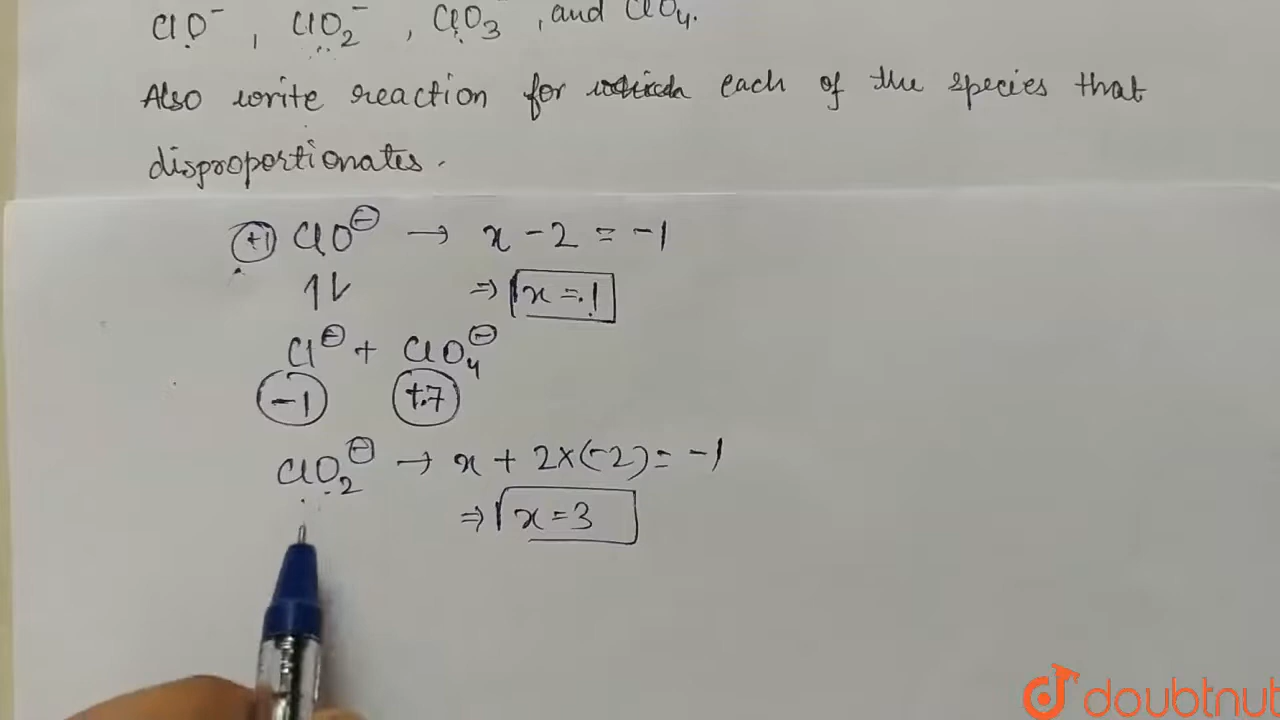 ClO⁻, ClO₂⁻, ClO₃⁻, and ClO₄.
Also write reaction for each of the species that
disproportionates.
+1 ClO⁻ → x - 2 = -1
↿⇂ ⇒ x = 1
Cl⁻ + ClO₄⁻
-1 +7
ClO₂⁻ → x + 2×(-2) = -1
⇒ x = 3
doubtnut